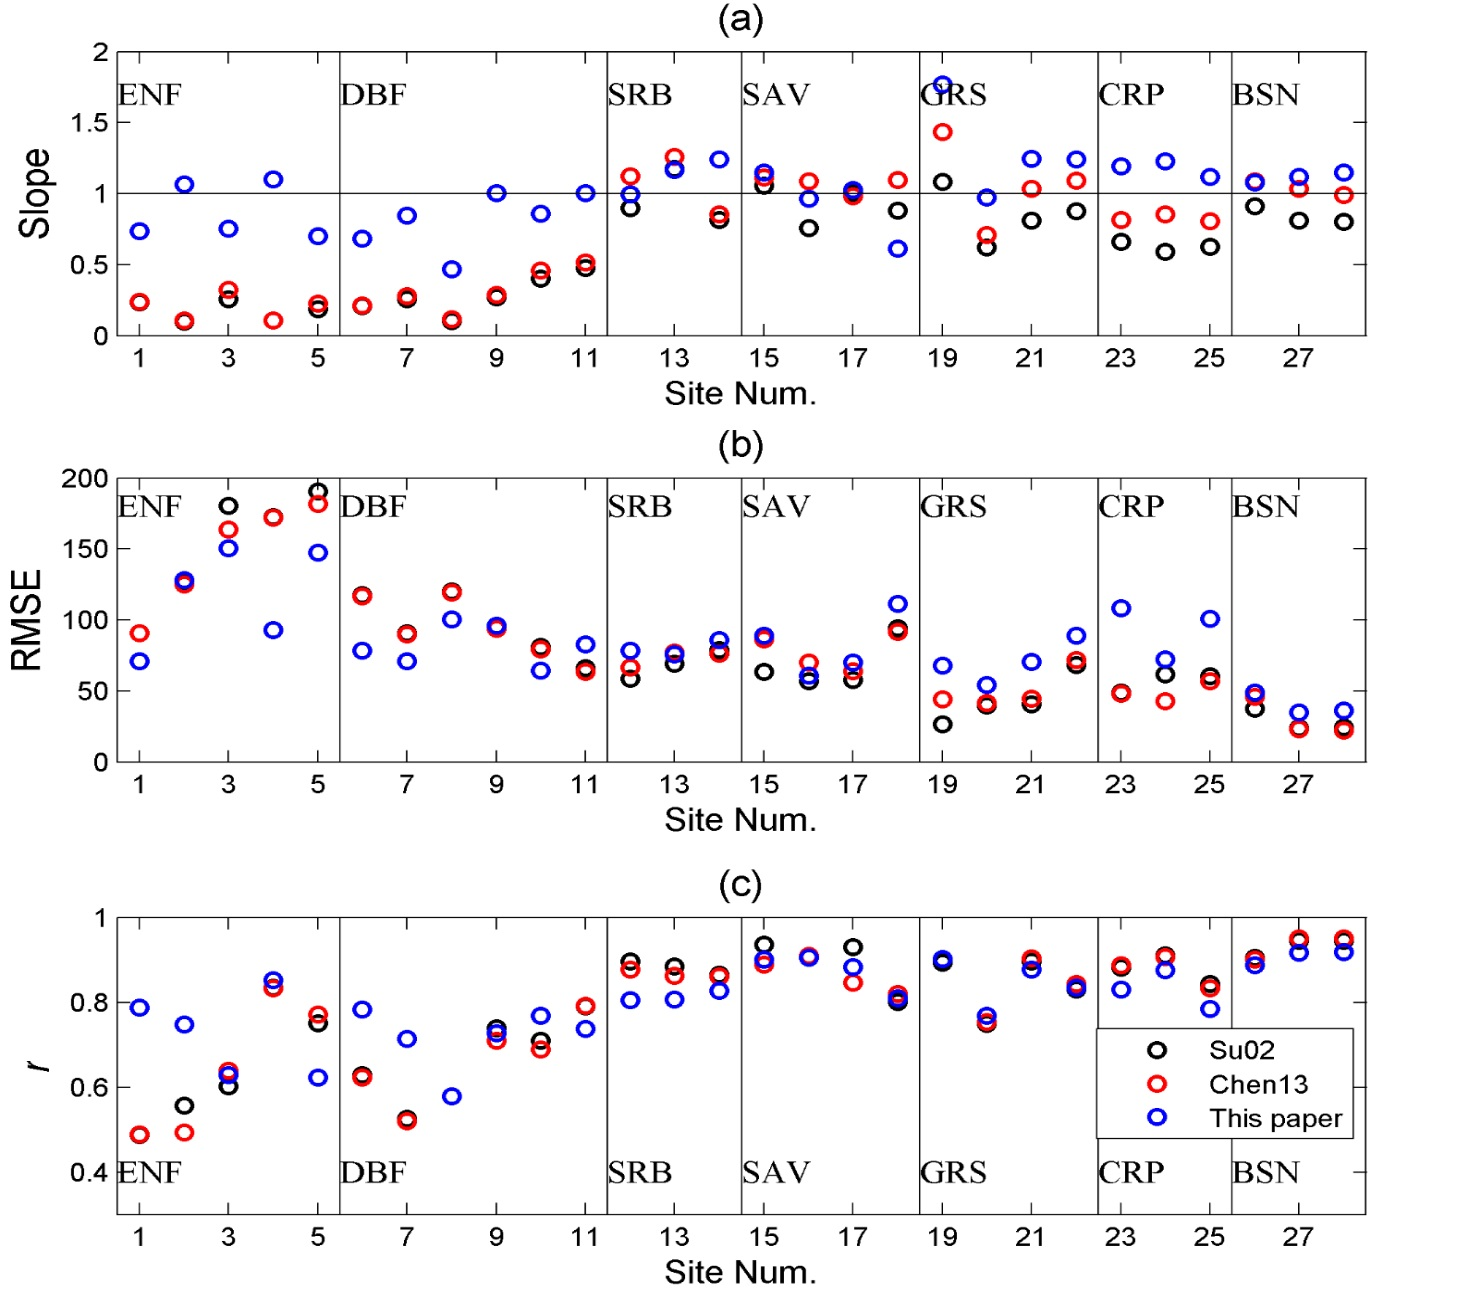 (a)
2
1.5
1
0.5
0
Slope
ENF DBF SRB SAV GRS CRP BSN
1 3 5 7 9 11 13 15 17 19 21 23 25 27
Site Num.
(b)
200
150
100
50
0
RMSE
ENF DBF SRB SAV GRS CRP BSN
1 3 5 7 9 11 13 15 17 19 21 23 25 27
Site Num.
(c)
1
0.8
0.6
0.4
r
Su02
Chen13
This paper
ENF DBF SRB SAV GRS CRP BSN
1 3 5 7 9 11 13 15 17 19 21 23 25 27
Site Num.